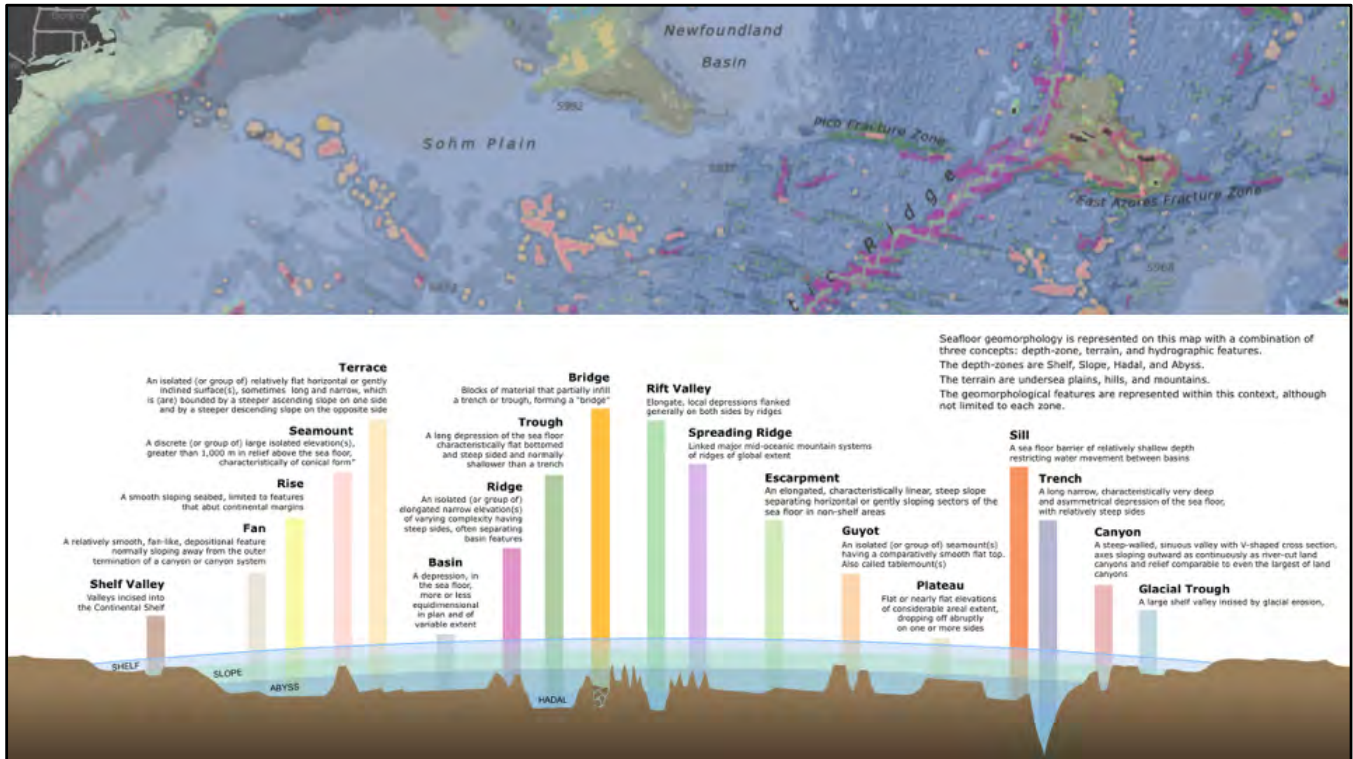 Newfoundland
Basin
5992
Sohm Plain
Pico Fracture Zone
East Azores Fracture Zone
Ridge
5968
Seafloor geomorphology is represented on this map with a combination of
three concepts: depth-zone, terrain, and hydrographic features.
The depth-zones are Shelf, Slope, Hadal, and Abyss.
The terrain are undersea plains, hills, and mountains.
The geomorphological features are represented within this context, although
not limited to each zone.
Terrace
An isolated (or group of) relatively flat horizontal or gently
inclined surface(s), sometimes long and narrow, which
is (are) bounded by a steeper ascending slope on one side
and by a steeper descending slope on the opposite side
Seamount
A discrete (or group of) large isolated elevation(s),
greater than 1,000 m in relief above the sea floor,
characteristically of conical form"
Rise
A smooth sloping seabed, limited to features
that abut continental margins
Fan
A relatively smooth, fan-like, depositional feature
normally sloping away from the outer
termination of a canyon or canyon system
Shelf Valley
Valleys incised into
the Continental Shelf
Bridge
Blocks of material that partially infill
a trench or trough, forming a "bridge"
Trough
A long depression of the sea floor
characteristically flat bottomed
and steep sided and normally
shallower than a trench
Ridge
An isolated (or group of)
elongated narrow elevation(s)
of varying complexity having
steep sides, often separating
basin features
Basin
A depression, in
the sea floor,
more or less
equidimensional
in plan and of
variable extent
Rift Valley
Elongate, local depressions flanked
generally on both sides by ridges
Spreading Ridge
Linked major mid-oceanic mountain systems
of ridges of global extent
Escarpment
An elongated, characteristically linear, steep slope
separating horizontal or gently sloping sectors of the
sea floor in non-shelf areas
Guyot
An isolated (or group of) seamount(s)
having a comparatively smooth flat top.
Also called tablemount(s)
Plateau
Flat or nearly flat elevations
of considerable areal extent,
dropping off abruptly
on one or more sides
Sill
A sea floor barrier of relatively shallow depth
restricting water movement between basins
Trench
A long narrow, characteristically very deep
and asymmetrical depression of the sea floor,
with relatively steep sides
Canyon
A steep-walled, sinuous valley with V-shaped cross section,
axes sloping outward as continuously as river-cut land
canyons and relief comparable to even the largest of land
canyons
Glacial Trough
A large shelf valley incised by glacial erosion,
SHELF
SLOPE
ABYSS
HADAL